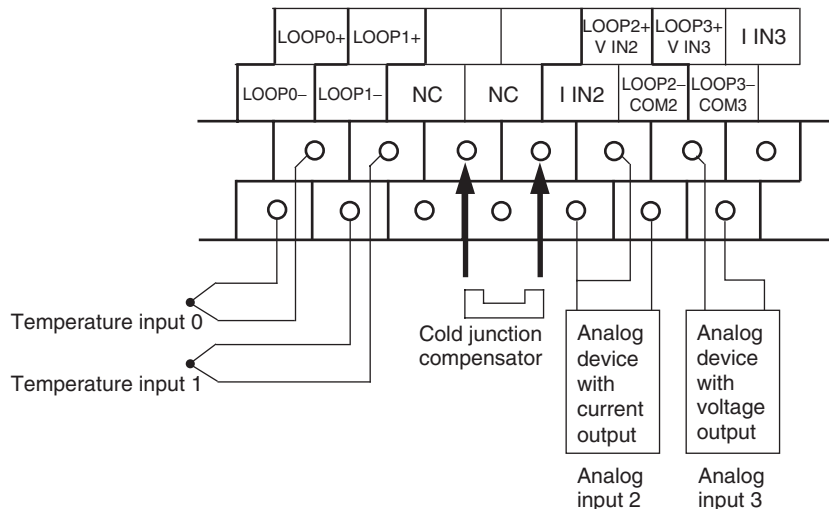 LOOP0+ LOOP1+ LOOP2+ LOOP3+ I IN3
V IN2 V IN3
LOOP0– LOOP1– NC NC I IN2 LOOP2– LOOP3–
COM2 COM3
Temperature input 0
Temperature input 1
Cold junction
compensator
Analog
device
with
current
output
Analog
device
with
voltage
output
Analog
input 2
Analog
input 3